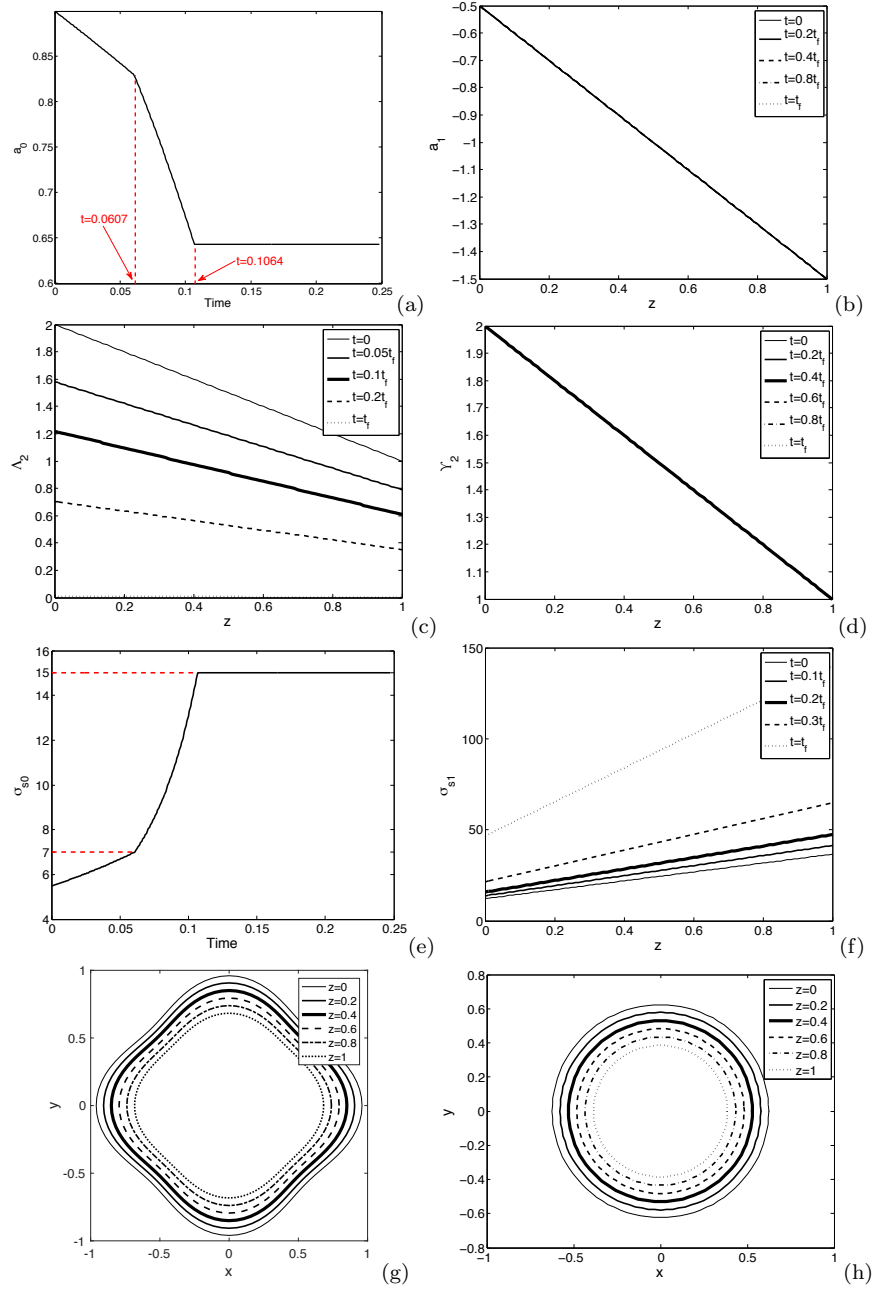 0.85
0.8
0.75
0.7
0.65
0.6
a0
t=0.0607
t=0.1064
0
0.05
0.1
0.15
0.2
0.25
Time
(a)
-0.5
-0.6
-0.7
-0.8
-0.9
-1
-1.1
-1.2
-1.3
-1.4
-1.5
a1
t=0
t=0.2tf
t=0.4tf
t=0.8tf
t=tf
0
0.2
0.4
0.6
0.8
1
z
(b)
2
1.8
1.6
1.4
1.2
1
0.8
0.6
0.4
0.2
0
Λ2
t=0
t=0.05tf
t=0.1tf
t=0.2tf
t=tf
0
0.2
0.4
0.6
0.8
1
z
(c)
2
1.9
1.8
1.7
1.6
1.5
1.4
1.3
1.2
1.1
1
ϒ2
t=0
t=0.2tf
t=0.4tf
t=0.6tf
t=0.8tf
t=tf
0
0.2
0.4
0.6
0.8
1
z
(d)
16
15
14
12
10
8
7
6
4
σs0
0
0.05
0.1
0.15
0.2
0.25
Time
(e)
150
100
50
0
σs1
t=0
t=0.1tf
t=0.2tf
t=0.3tf
t=tf
0
0.2
0.4
0.6
0.8
1
z
(f)
1
0.5
0
-0.5
-1
y
z=0
z=0.2
z=0.4
z=0.6
z=0.8
z=1
-1
-0.5
0
0.5
1
x
(g)
0.8
0.6
0.4
0.2
0
-0.2
-0.4
-0.6
-0.8
y
z=0
z=0.2
z=0.4
z=0.6
z=0.8
z=1
-1
-0.5
0
0.5
1
x
(h)